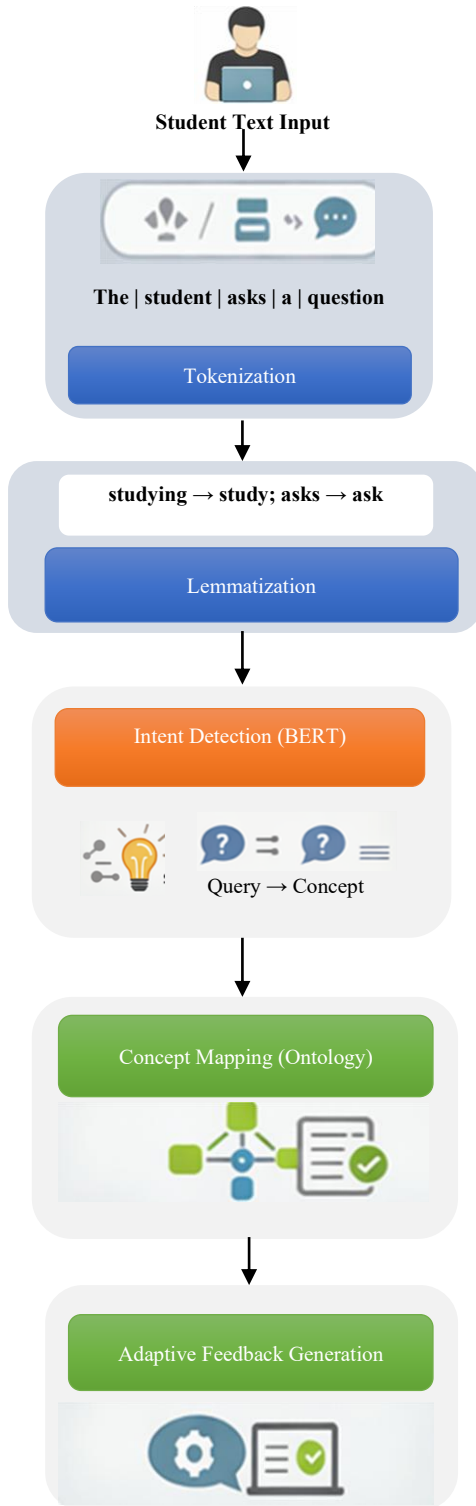 Student Text Input
The | student | asks | a | question
Tokenization
studying → study; asks → ask
Lemmatization
Intent Detection (BERT)
Query → Concept
Concept Mapping (Ontology)
Adaptive Feedback Generation